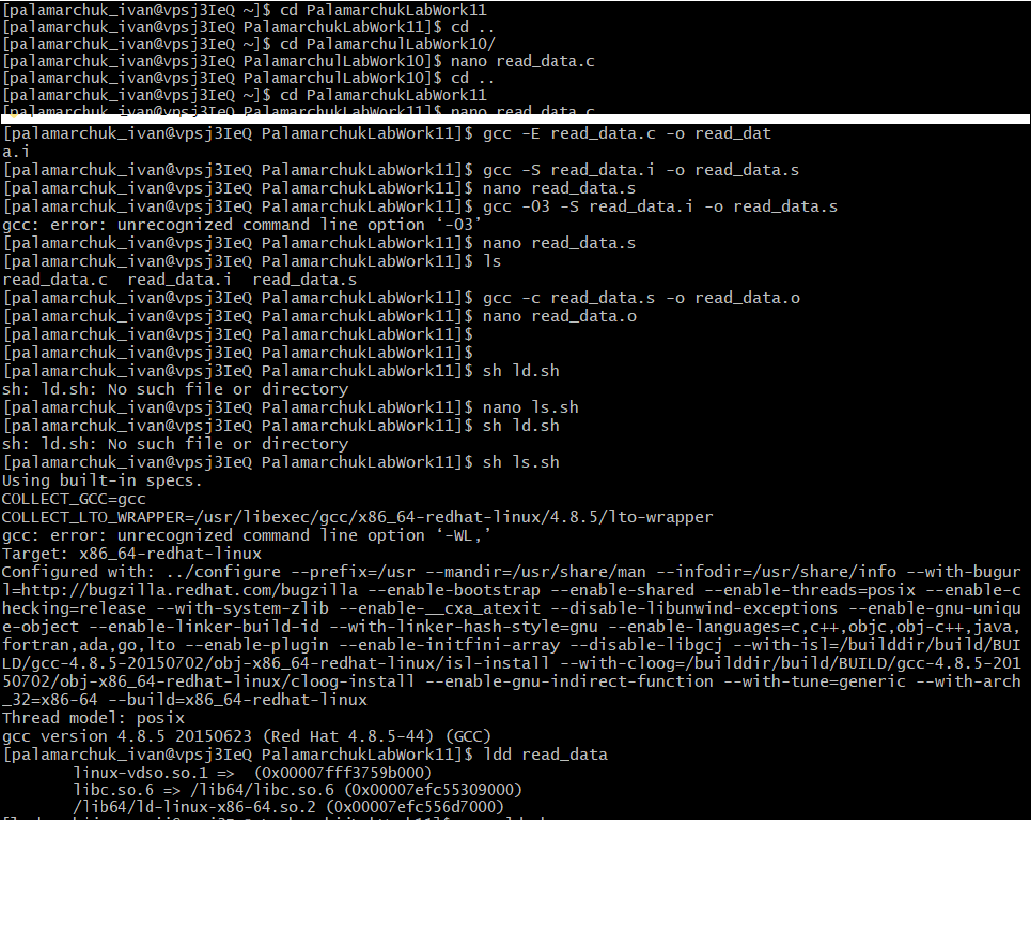 [palamarchuk_ivan@vpsj3IeQ ~]$ cd PalamarchukLabWork11
[palamarchuk_ivan@vpsj3IeQ PalamarchukLabWork11]$ cd ..
[palamarchuk_ivan@vpsj3IeQ ~]$ cd PalamarchulLabWork10/
[palamarchuk_ivan@vpsj3IeQ PalamarchulLabWork10]$ nano read_data.c
[palamarchuk_ivan@vpsj3IeQ PalamarchulLabWork10]$ cd ..
[palamarchuk_ivan@vpsj3IeQ ~]$ cd PalamarchukLabWork11
[palamarchuk_ivan@vpsj3IeQ PalamarchukLabWork11]$ nano read_data.c
[palamarchuk_ivan@vpsj3IeQ PalamarchukLabWork11]$ gcc -E read_data.c -o read_dat
a.i
[palamarchuk_ivan@vpsj3IeQ PalamarchukLabWork11]$ gcc -S read_data.i -o read_data.s
[palamarchuk_ivan@vpsj3IeQ PalamarchukLabWork11]$ nano read_data.s
[palamarchuk_ivan@vpsj3IeQ PalamarchukLabWork11]$ gcc -03 -S read_data.i -o read_data.s
gcc: error: unrecognized command line option ‘-03’
[palamarchuk_ivan@vpsj3IeQ PalamarchukLabWork11]$ nano read_data.s
[palamarchuk_ivan@vpsj3IeQ PalamarchukLabWork11]$ ls
read_data.c  read_data.i  read_data.s
[palamarchuk_ivan@vpsj3IeQ PalamarchukLabWork11]$ gcc -c read_data.s -o read_data.o
[palamarchuk_ivan@vpsj3IeQ PalamarchukLabWork11]$ nano read_data.o
[palamarchuk_ivan@vpsj3IeQ PalamarchukLabWork11]$
[palamarchuk_ivan@vpsj3IeQ PalamarchukLabWork11]$
[palamarchuk_ivan@vpsj3IeQ PalamarchukLabWork11]$ sh ld.sh
sh: ld.sh: No such file or directory
[palamarchuk_ivan@vpsj3IeQ PalamarchukLabWork11]$ nano ls.sh
[palamarchuk_ivan@vpsj3IeQ PalamarchukLabWork11]$ sh ld.sh
sh: ld.sh: No such file or directory
[palamarchuk_ivan@vpsj3IeQ PalamarchukLabWork11]$ sh ls.sh
Using built-in specs.
COLLECT_GCC=gcc
COLLECT_LTO_WRAPPER=/usr/libexec/gcc/x86_64-redhat-linux/4.8.5/lto-wrapper
gcc: error: unrecognized command line option ‘-WL,’
Target: x86_64-redhat-linux
Configured with: ../configure --prefix=/usr --mandir=/usr/share/man --infodir=/usr/share/info --with-bugur
l=http://bugzilla.redhat.com/bugzilla --enable-bootstrap --enable-shared --enable-threads=posix --enable-c
hecking=release --with-system-zlib --enable-__cxa_atexit --disable-libunwind-exceptions --enable-gnu-uniqu
e-object --enable-linker-build-id --with-linker-hash-style=gnu --enable-languages=c,c++,objc,obj-c++,java,
fortran,ada,go,lto --enable-plugin --enable-initfini-array --disable-libgcj --with-isl=/builddir/build/BUI
LD/gcc-4.8.5-20150702/obj-x86_64-redhat-linux/isl-install --with-cloog=/builddir/build/BUILD/gcc-4.8.5-201
50702/obj-x86_64-redhat-linux/cloog-install --enable-gnu-indirect-function --with-tune=generic --with-arch
_32=x86-64 --build=x86_64-redhat-linux
Thread model: posix
gcc version 4.8.5 20150623 (Red Hat 4.8.5-44) (GCC)
[palamarchuk_ivan@vpsj3IeQ PalamarchukLabWork11]$ ldd read_data
linux-vdso.so.1 =>  (0x00007fff3759b000)
libc.so.6 => /lib64/libc.so.6 (0x00007efc55309000)
/lib64/ld-linux-x86-64.so.2 (0x00007efc556d7000)